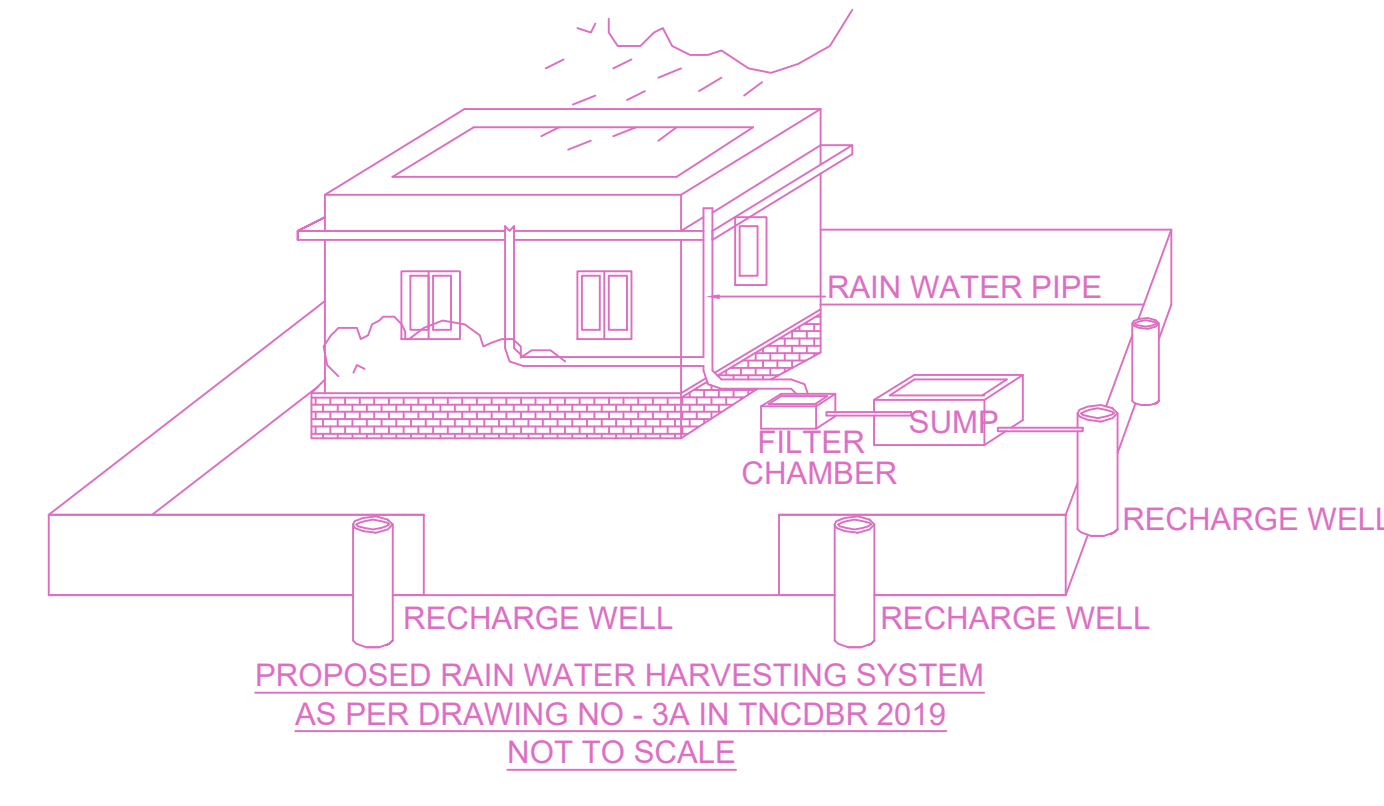 RAIN WATER PIPE
SUMP
FILTER
CHAMBER
RECHARGE WELL
RECHARGE WELL
RECHARGE WELL
PROPOSED RAIN WATER HARVESTING SYSTEM
AS PER DRAWING NO - 3A IN TNCDBR 2019
NOT TO SCALE